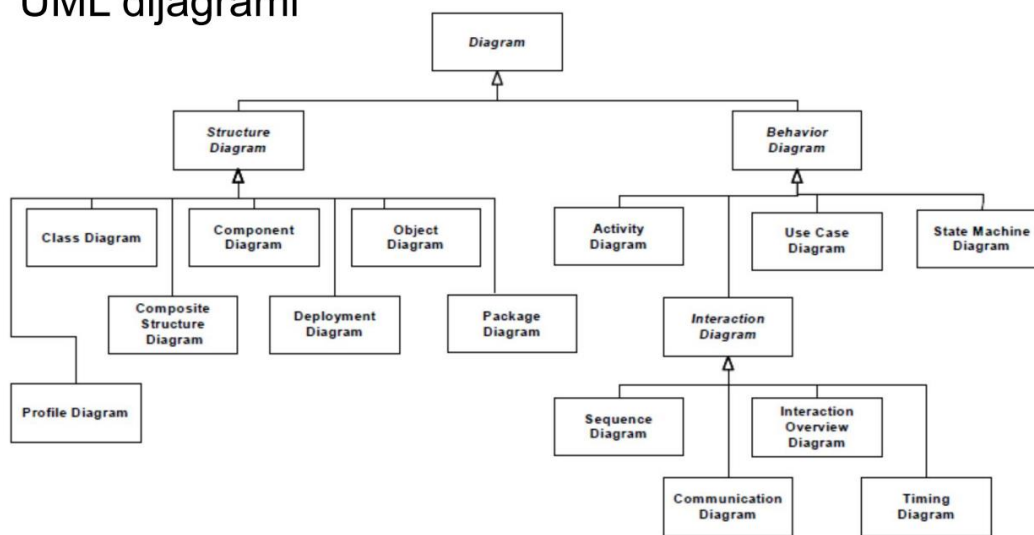 UML dijagrami
Diagram
Structure
Diagram
Behavior
Diagram
Class Diagram
Component
Diagram
Object
Diagram
Activity
Diagram
Use Case
Diagram
State Machine
Diagram
Composite
Structure
Diagram
Deployment
Diagram
Package
Diagram
Interaction
Diagram
Profile Diagram
Sequence
Diagram
Interaction
Overview
Diagram
Communication
Diagram
Timing
Diagram